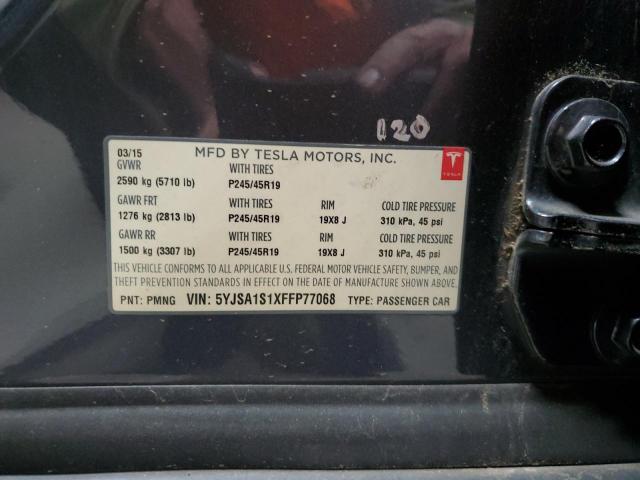 120
03/15 MFD BY TESLA MOTORS, INC.
GVWR WITH TIRES
2590 kg (5710 lb) P245/45R19
TESLA
GAWR FRT WITH TIRES RIM COLD TIRE PRESSURE
1276 kg (2813 lb) P245/45R19 19X8 J 310 kPa, 45 psi
GAWR RR WITH TIRES RIM COLD TIRE PRESSURE
1500 kg (3307 lb) P245/45R19 19X8 J 310 kPa, 45 psi
THIS VEHICLE CONFORMS TO ALL APPLICABLE U.S. FEDERAL MOTOR VEHICLE SAFETY, BUMPER, AND
THEFT PREVENTION STANDARDS IN EFFECT ON THE DATE OF MANUFACTURE SHOWN ABOVE.
PNT: PMNG VIN: 5YJSA1S1XFFP77068 TYPE: PASSENGER CAR